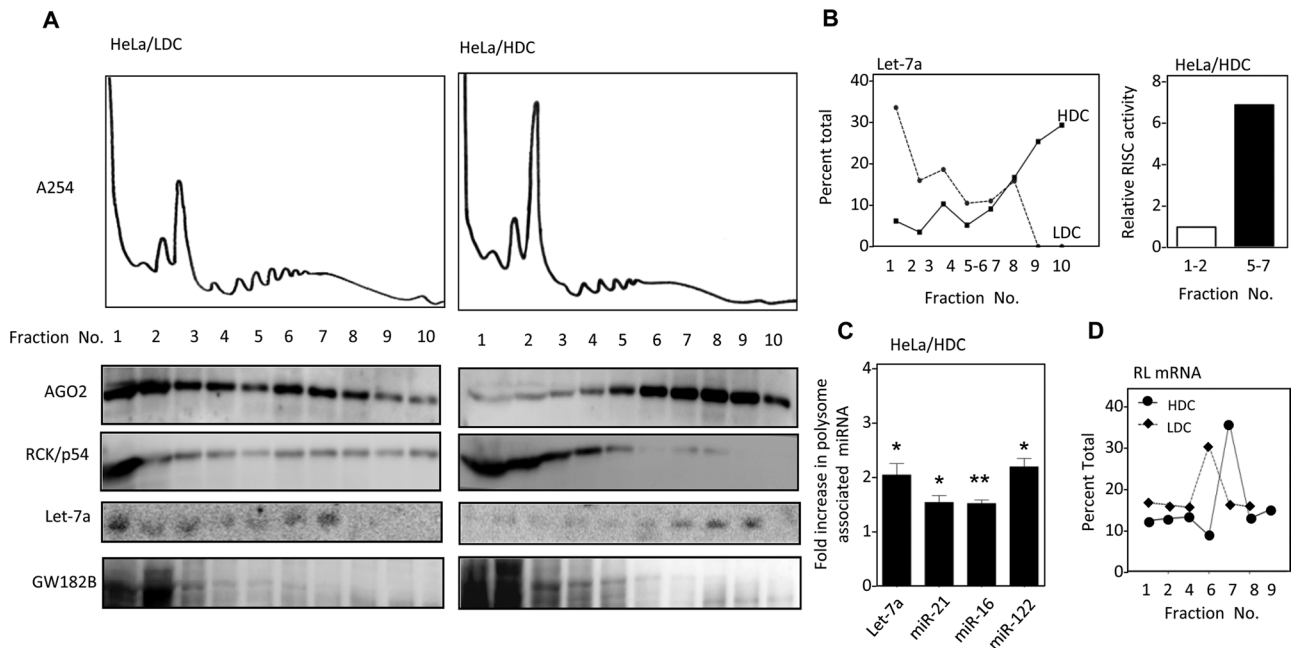 A
HeLa/LDC
HeLa/HDC
A254
Fraction No. 1 2 3 4 5 6 7 8 9 10
1 2 3 4 5 6 7 8 9 10
AGO2
RCK/p54
Let-7a
GW182B
B
Let-7a
Percent total
40
30
20
10
0
HDC
LDC
1 2 3 4 5-6 7 8 9 10
Fraction No.
HeLa/HDC
Relative RISC activity
8
6
4
2
0
1-2 5-7
Fraction No.
C
HeLa/HDC
Fold increase in polysome
associated miRNA
4
3
2
1
0
* * ** *
Let-7a miR-21 miR-16 miR-122
D
RL mRNA
HDC
LDC
Percent Total
40
30
20
10
0
1 2 4 6 7 8 9
Fraction No.